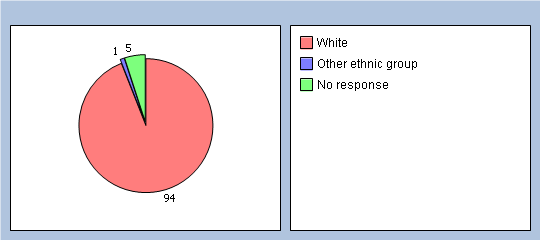 1
5
94
White
Other ethnic group
No response